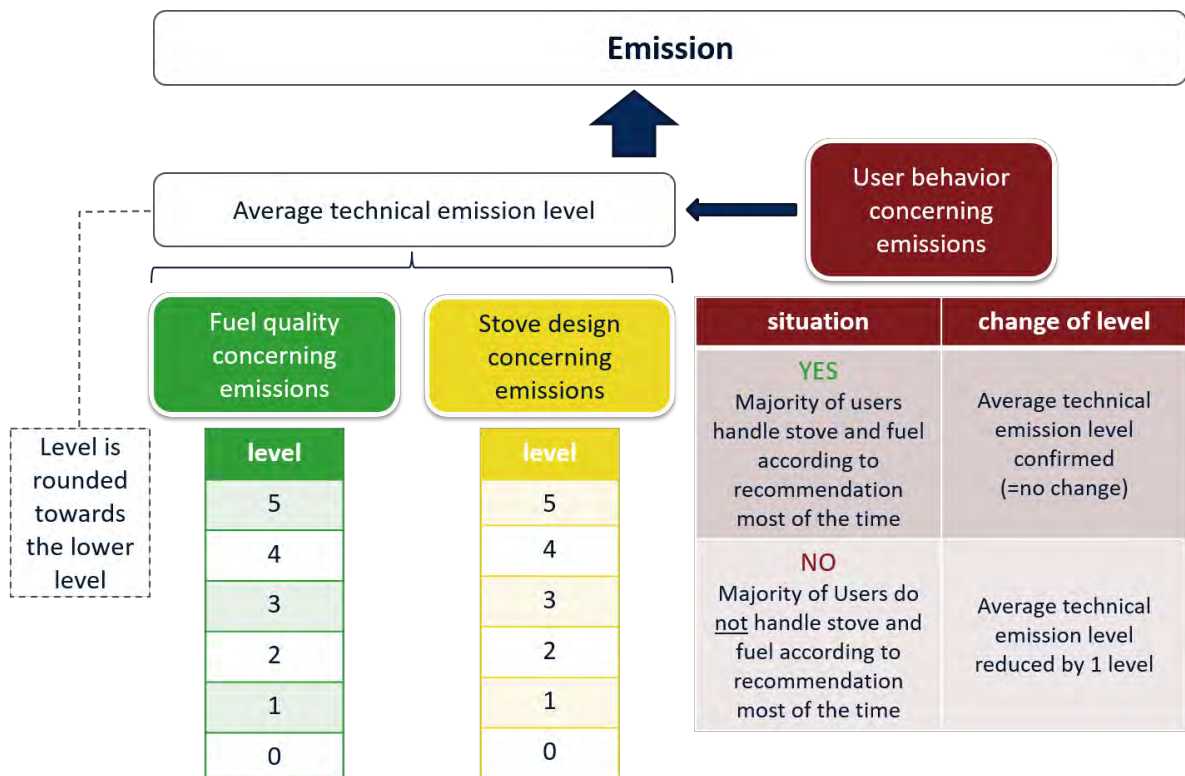 Emission
Average technical emission level
User behavior
concerning
emissions
Fuel quality
concerning
emissions
Stove design
concerning
emissions
Level is
rounded
towards
the lower
level
level
5
4
3
2
1
0
level
5
4
3
2
1
0
situation
change of level
YES
Majority of users
handle stove and fuel
according to
recommendation
most of the time
Average technical
emission level
confirmed
(=no change)
NO
Majority of Users do
not handle stove and
fuel according to
recommendation
most of the time
Average technical
emission level
reduced by 1 level